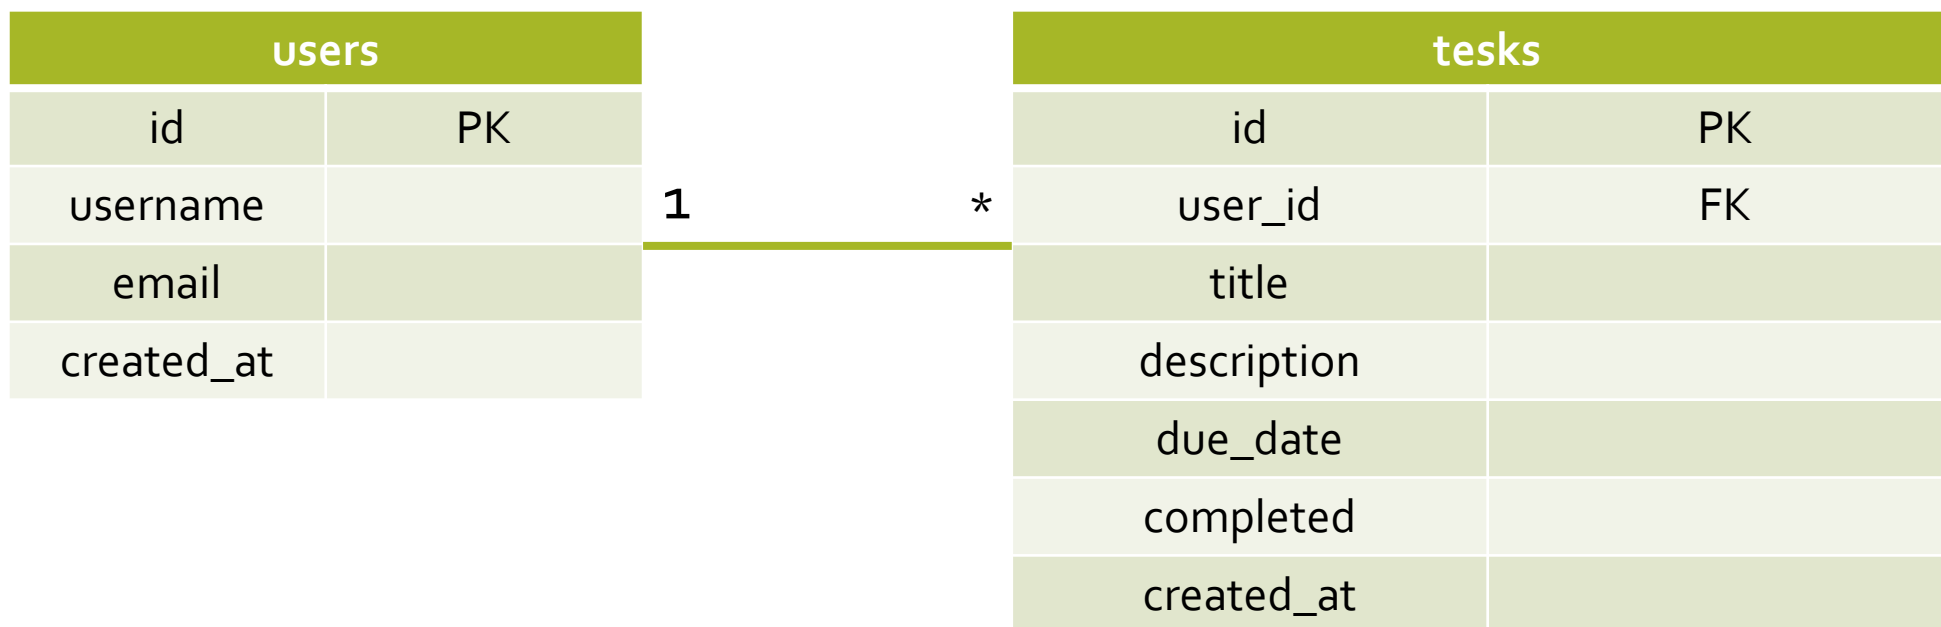 users
id PK
username
email
created_at
1 *
tesks
id PK
user_id FK
title
description
due_date
completed
created_at